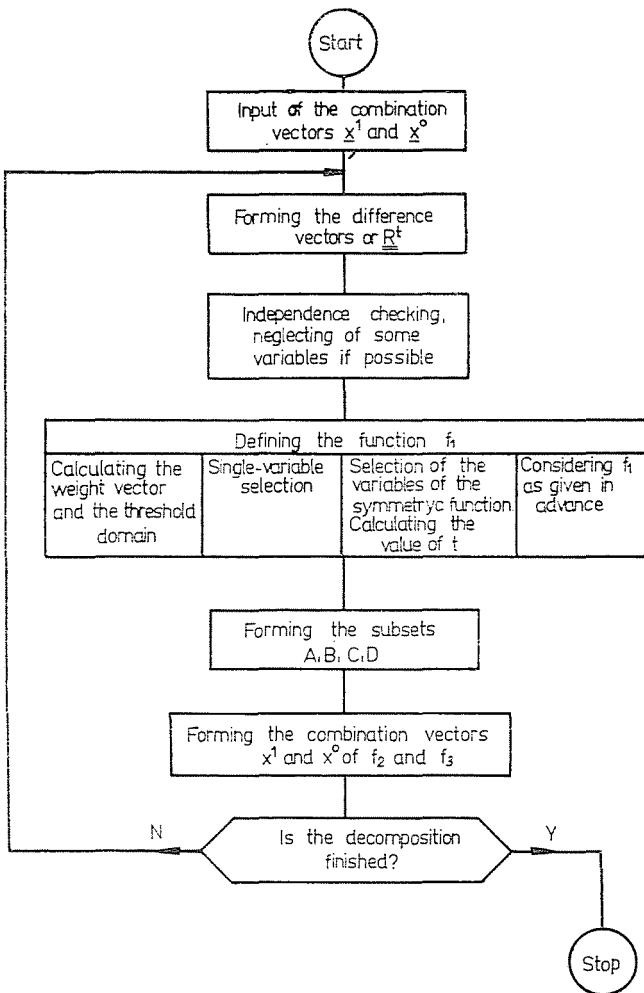 Start
Input of the combination
vectors x¹ and x⁰
Forming the difference
vectors or Rᵗ
Independence checking,
neglecting of some
variables if possible
Defining the function f₁
Calculating the
weight vector
and the threshold
domain
Single-variable
selection
Selection of the
variables of the
symmetryc function
Calculating the
value of t
Considering f₁
as given in
advance
Forming the subsets
A, B, C, D
Forming the combination vectors
x¹ and x⁰ of f₂ and f₃
N
Is the decomposition
finished?
Y
Stop